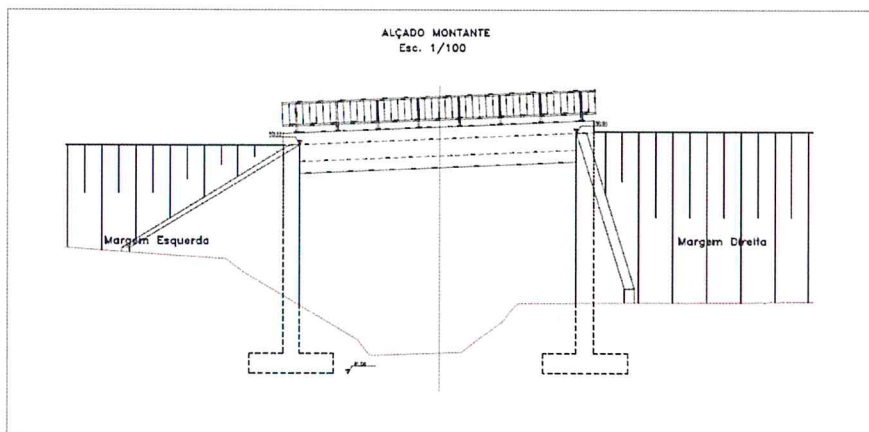 ALÇADO MONTANTE
Esc. 1/100
Margem Esquerda
Margem Direita